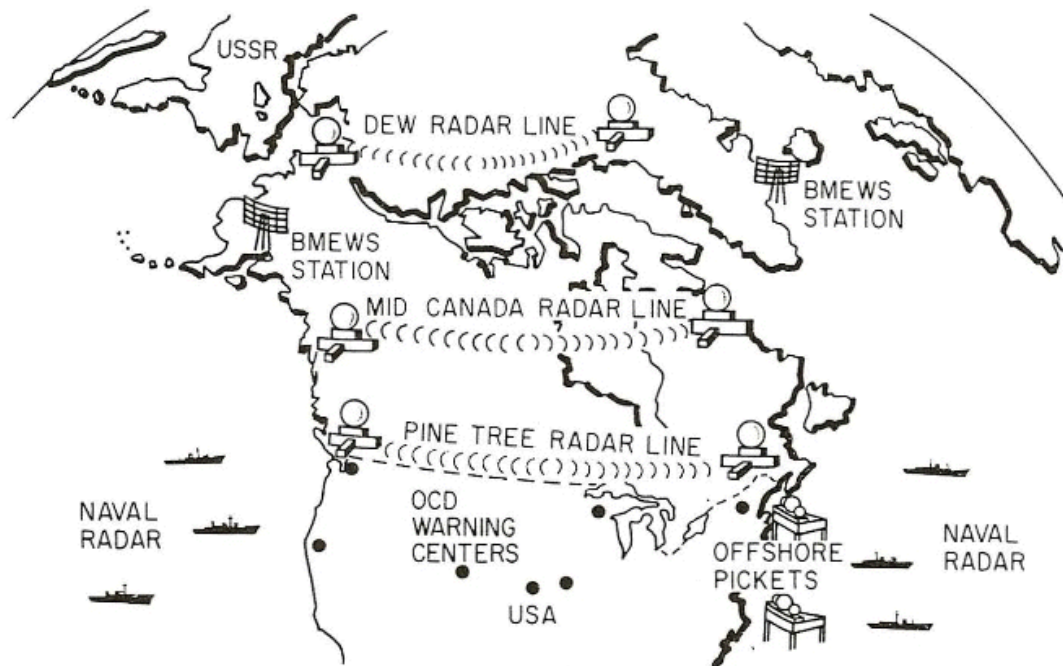 USSR
DEW RADAR LINE
BMEWS
STATION
BMEWS
STATION
MID CANADA RADAR LINE
PINE TREE RADAR LINE
NAVAL
RADAR
OCD
WARNING
CENTERS
OFFSHORE
PICKETS
NAVAL
RADAR
USA